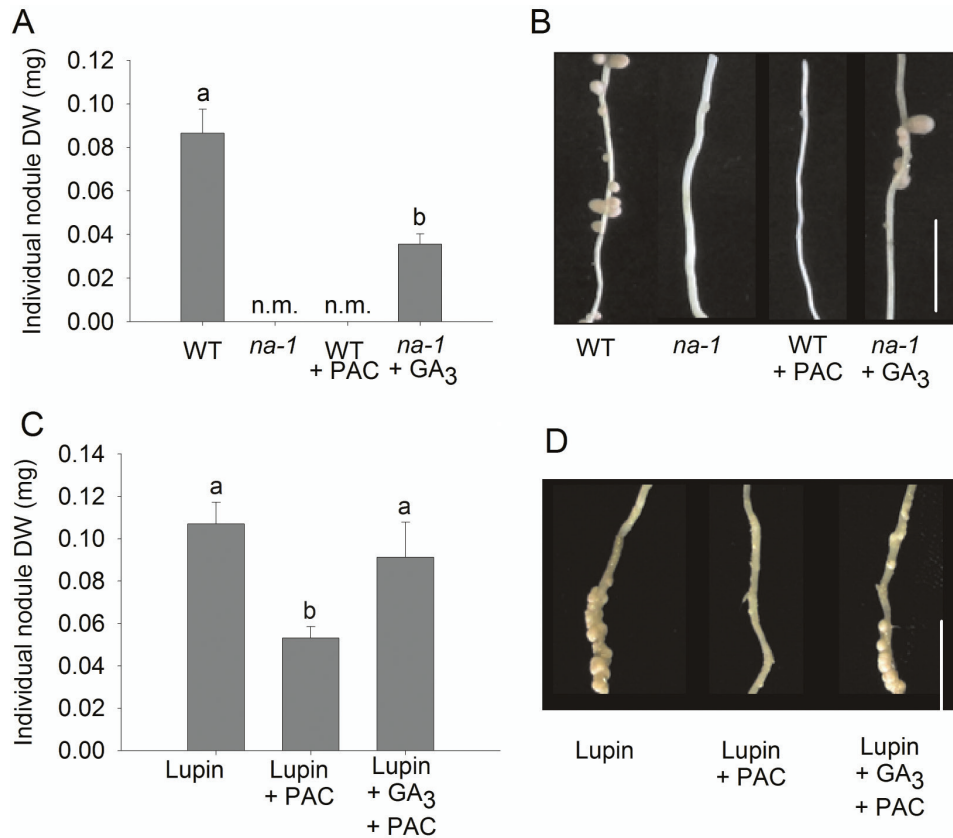 A
Individual nodule DW (mg)
0.12
0.10
0.08
0.06
0.04
0.02
0.00
a
n.m.
n.m.
b
WT
na-1
WT
+ PAC
na-1
+ GA₃
B
WT
na-1
WT
+ PAC
na-1
+ GA₃
C
Individual nodule DW (mg)
0.14
0.12
0.10
0.08
0.06
0.04
0.02
0.00
a
b
a
Lupin
Lupin
+ PAC
Lupin
+ GA₃
+ PAC
D
Lupin
Lupin
+ PAC
Lupin
+ GA₃
+ PAC